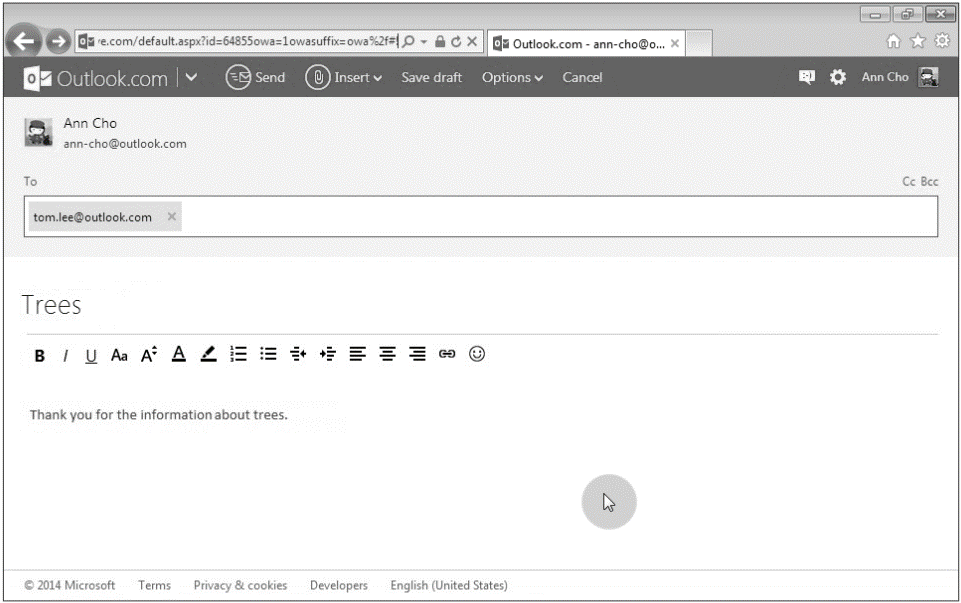 re.com/default.aspx?id=64855owa=1owasuffix=owa%2f#
Outlook.com - ann-cho@o...
Outlook.com Send Insert Save draft Options Cancel Ann Cho
Ann Cho
ann-cho@outlook.com
To Cc Bcc
tom.lee@outlook.com
Trees
B I U Aa A A
Thank you for the information about trees.
© 2014 Microsoft Terms Privacy & cookies Developers English (United States)